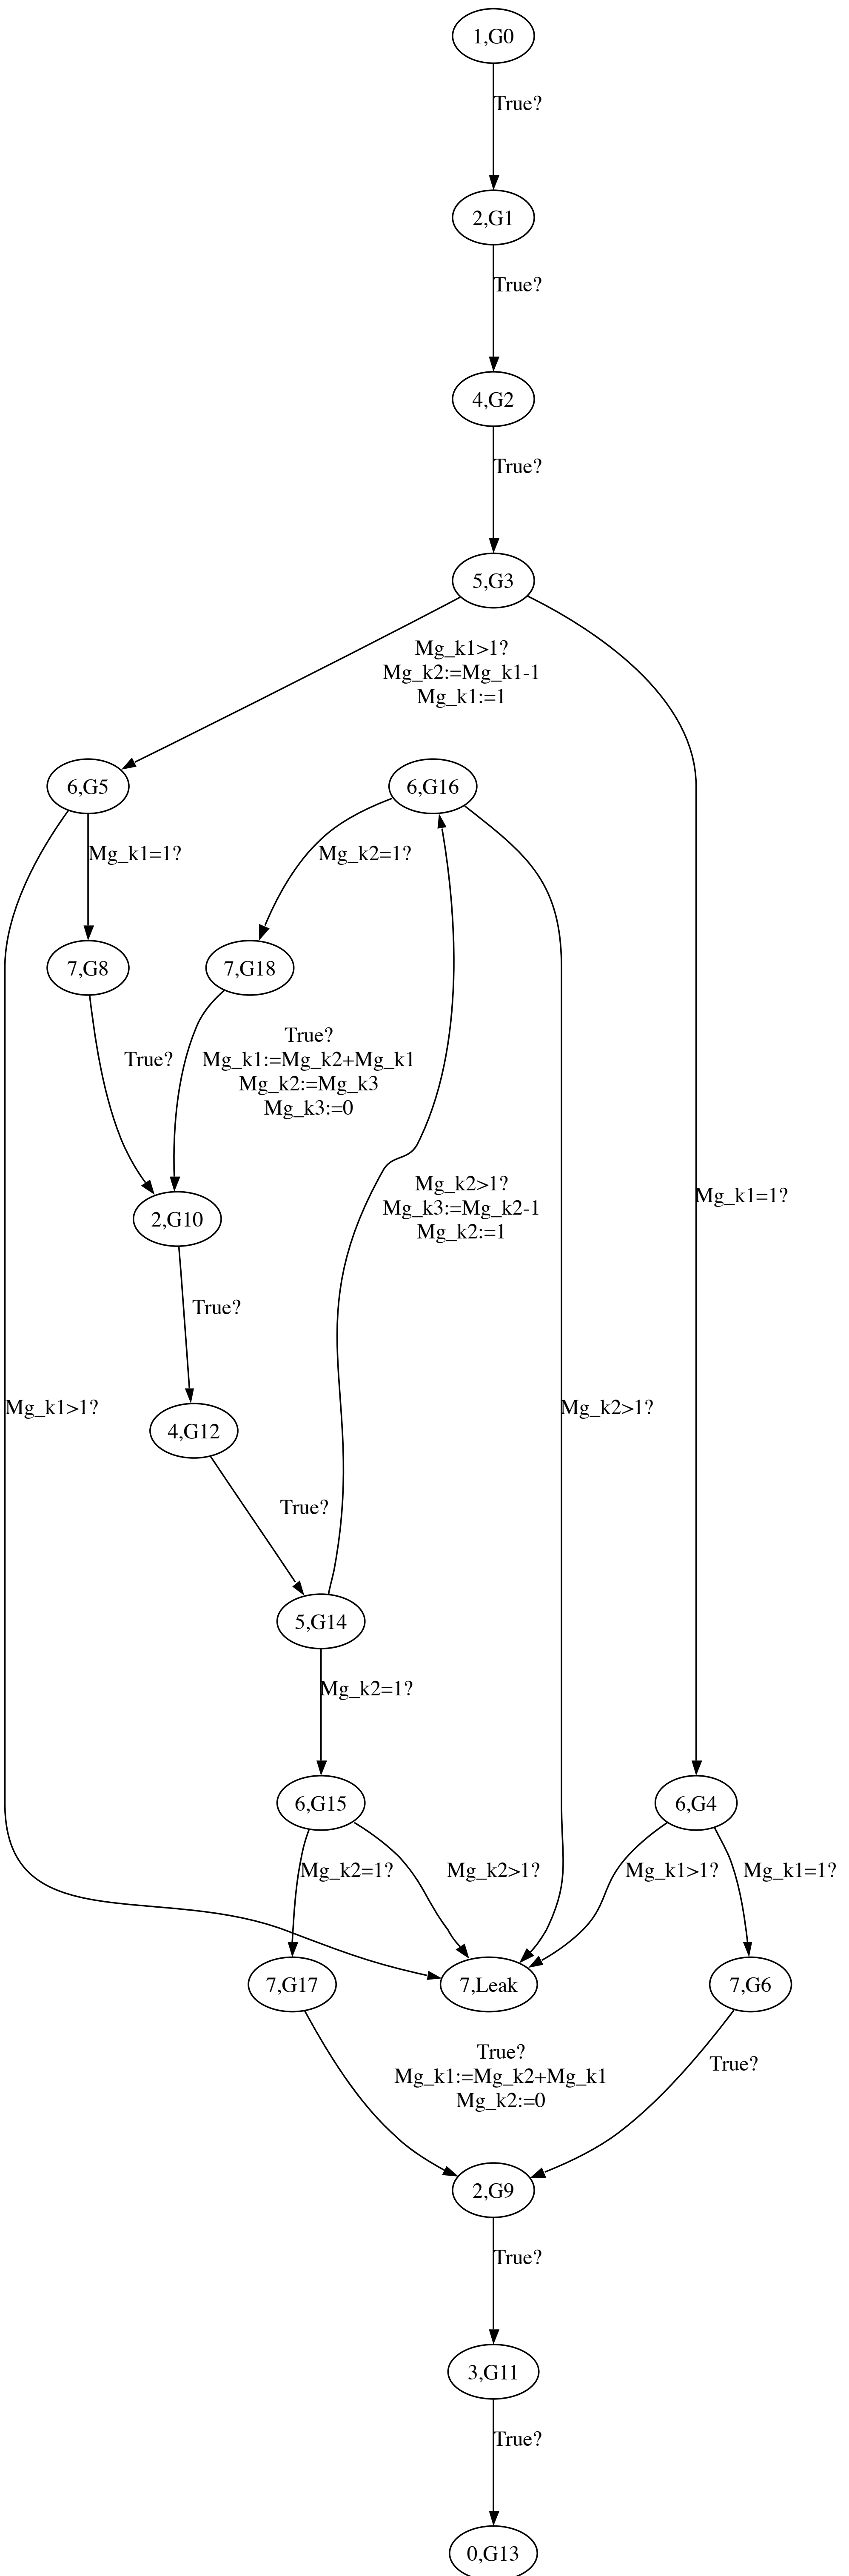 1,G0
True?
2,G1
True?
4,G2
True?
5,G3
Mg_k1>1?
Mg_k2:=Mg_k1-1
Mg_k1:=1
6,G5
6,G16
Mg_k1=1?
Mg_k2=1?
7,G8
7,G18
True?
True?
Mg_k1:=Mg_k2+Mg_k1
Mg_k2:=Mg_k3
Mg_k3:=0
Mg_k2>1?
Mg_k3:=Mg_k2-1
Mg_k2:=1
Mg_k1=1?
2,G10
True?
Mg_k1>1?
Mg_k2>1?
4,G12
True?
5,G14
Mg_k2=1?
6,G15
6,G4
Mg_k2=1?
Mg_k2>1?
Mg_k1>1?
Mg_k1=1?
7,G17
7,Leak
7,G6
True?
Mg_k1:=Mg_k2+Mg_k1
Mg_k2:=0
True?
2,G9
True?
3,G11
True?
0,G13